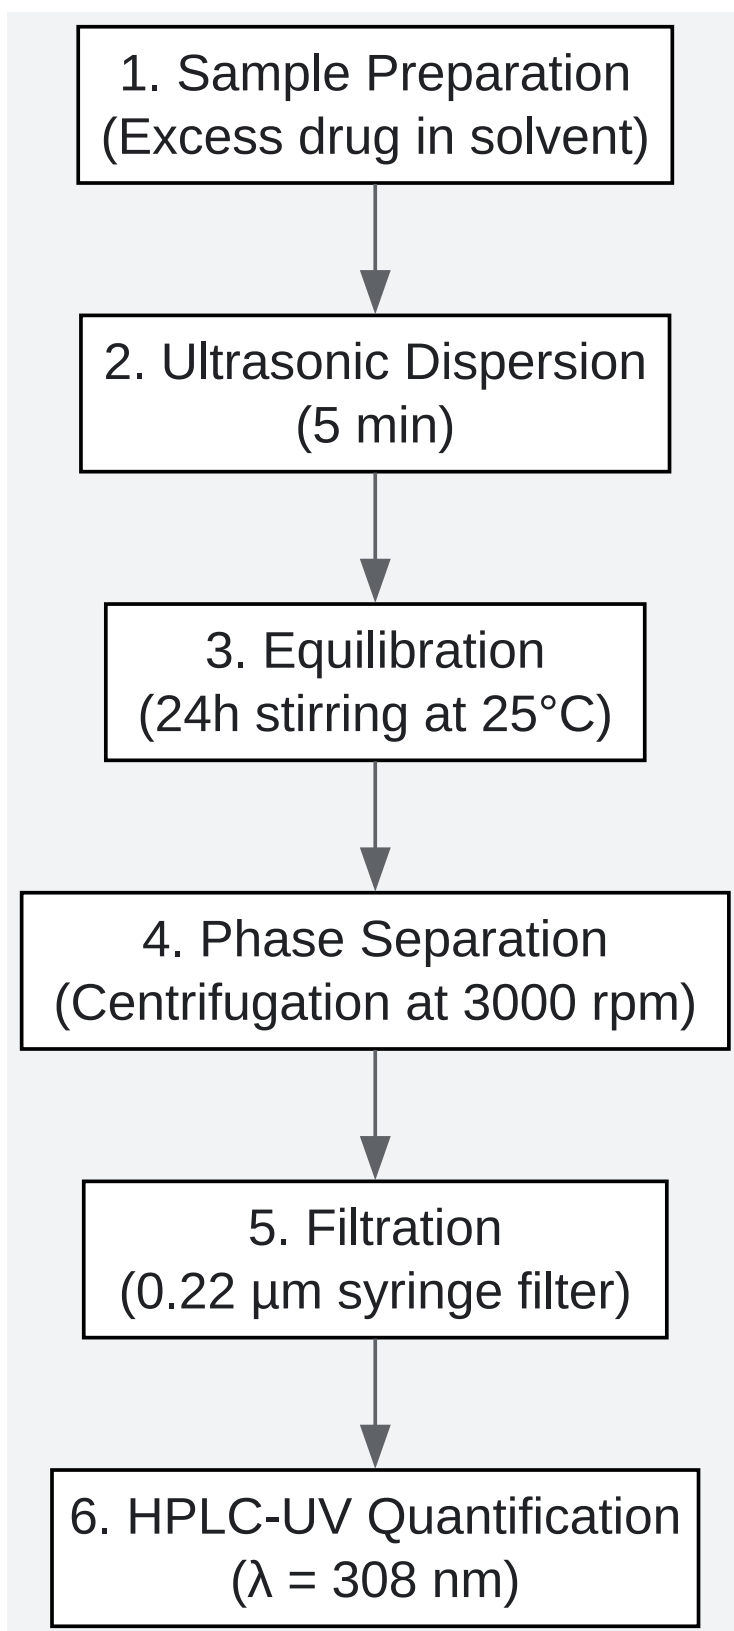 1. Sample Preparation
(Excess drug in solvent)
2. Ultrasonic Dispersion
(5 min)
3. Equilibration
(24h stirring at 25°C)
4. Phase Separation
(Centrifugation at 3000 rpm)
5. Filtration
(0.22 µm syringe filter)
6. HPLC-UV Quantification
(λ = 308 nm)